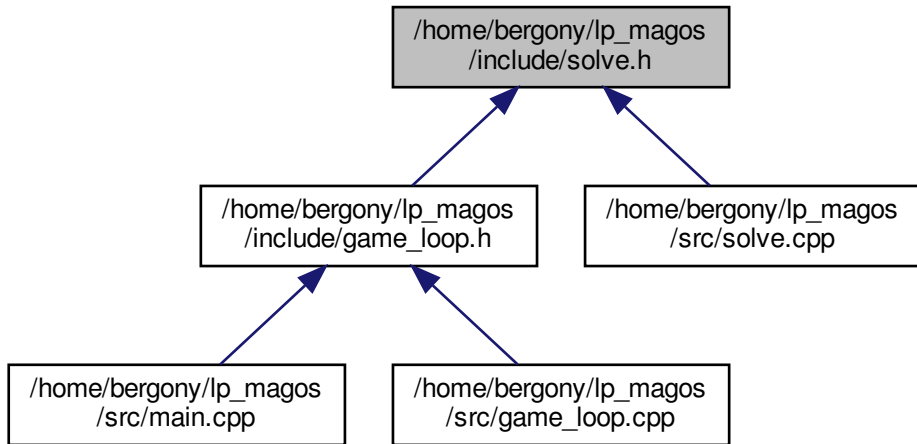 /home/bergony/lp_magos
/include/solve.h
/home/bergony/lp_magos
/include/game_loop.h
/home/bergony/lp_magos
/src/solve.cpp
/home/bergony/lp_magos
/src/main.cpp
/home/bergony/lp_magos
/src/game_loop.cpp